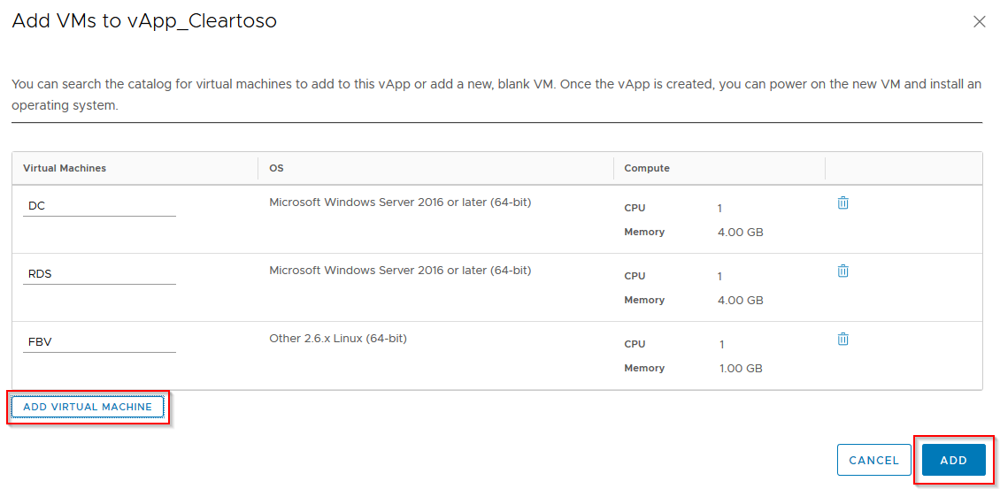 Add VMs to vApp_Cleartoso
You can search the catalog for virtual machines to add to this vApp or add a new, blank VM. Once the vApp is created, you can power on the new VM and install an
operating system.
Virtual Machines OS Compute
DC Microsoft Windows Server 2016 or later (64-bit) CPU 1
Memory 4.00 GB
RDS Microsoft Windows Server 2016 or later (64-bit) CPU 1
Memory 4.00 GB
FBV Other 2.6.x Linux (64-bit) CPU 1
Memory 1.00 GB
ADD VIRTUAL MACHINE
CANCEL ADD